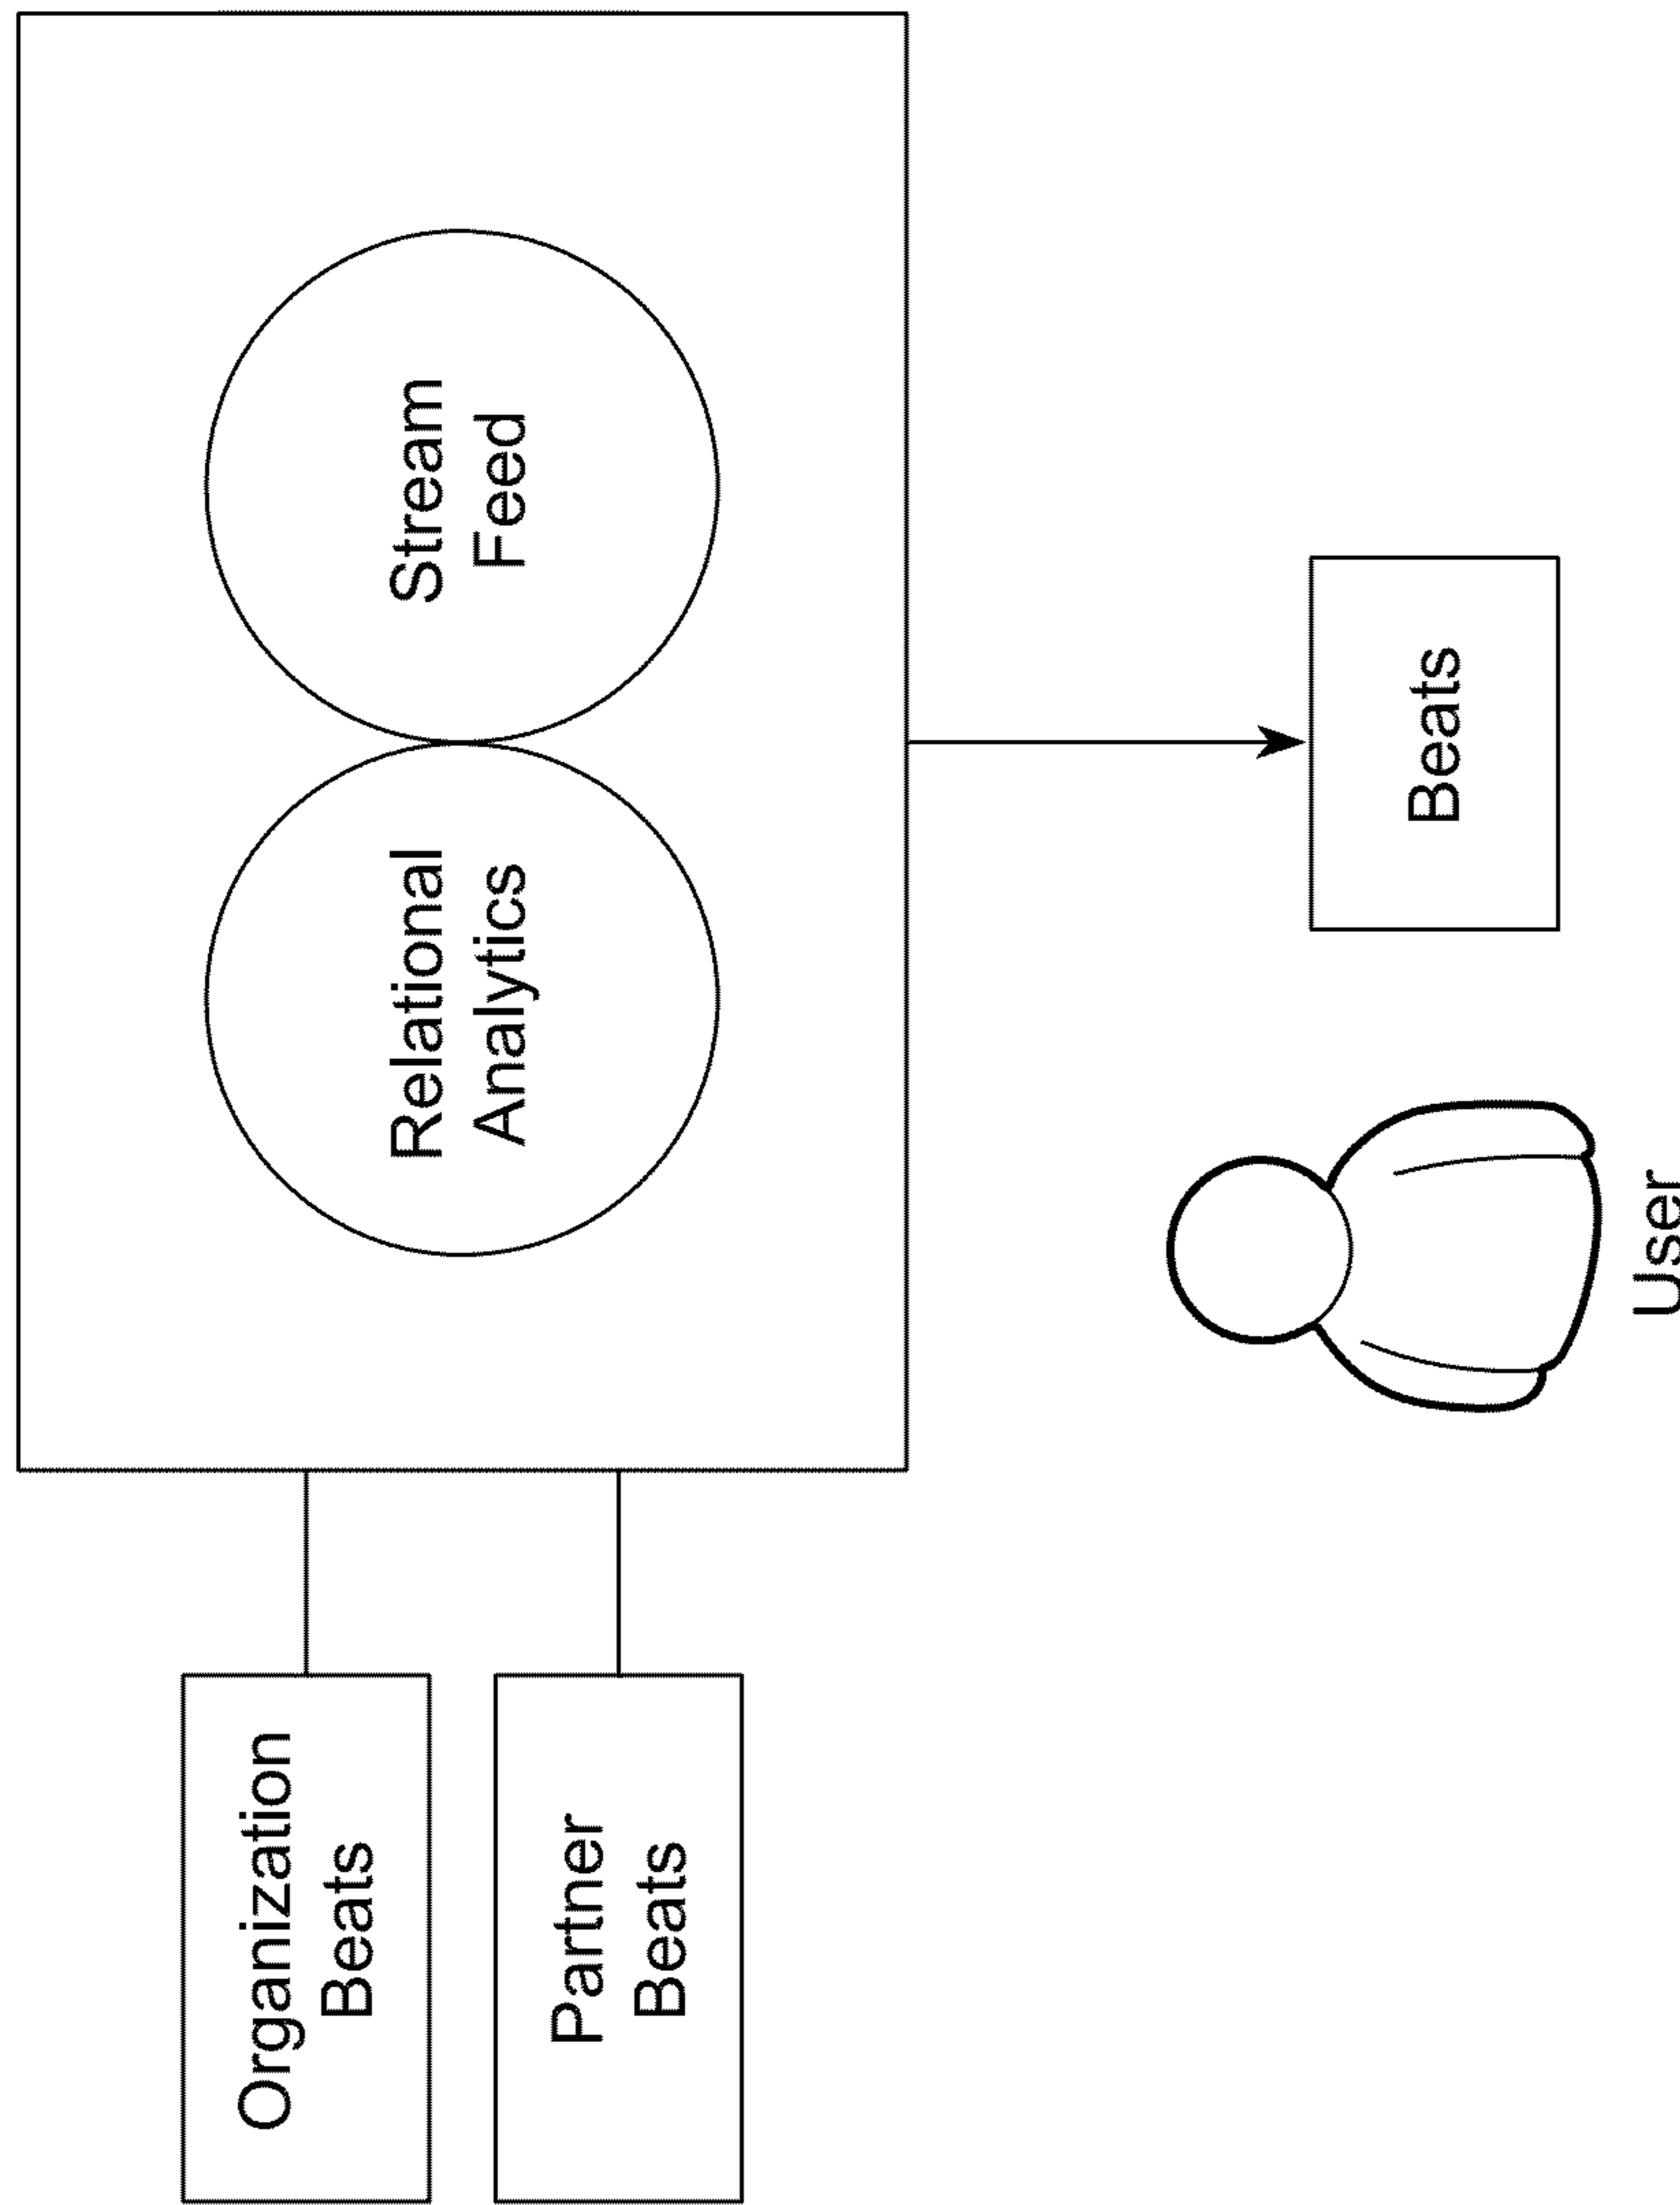 Organization
Beats
Partner
Beats
Relational
Analytics
Stream
Feed
User
Beats